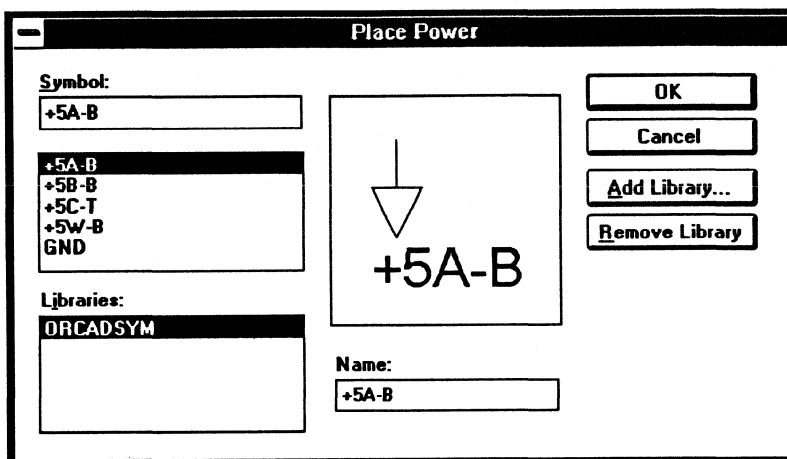 Place Power
Symbol:
+5A-B
+5A-B
+5B-B
+5C-T
+5W-B
GND
Libraries:
ORCADSYM
+5A-B
Name:
+5A-B
OK
Cancel
Add Library...
Remove Library